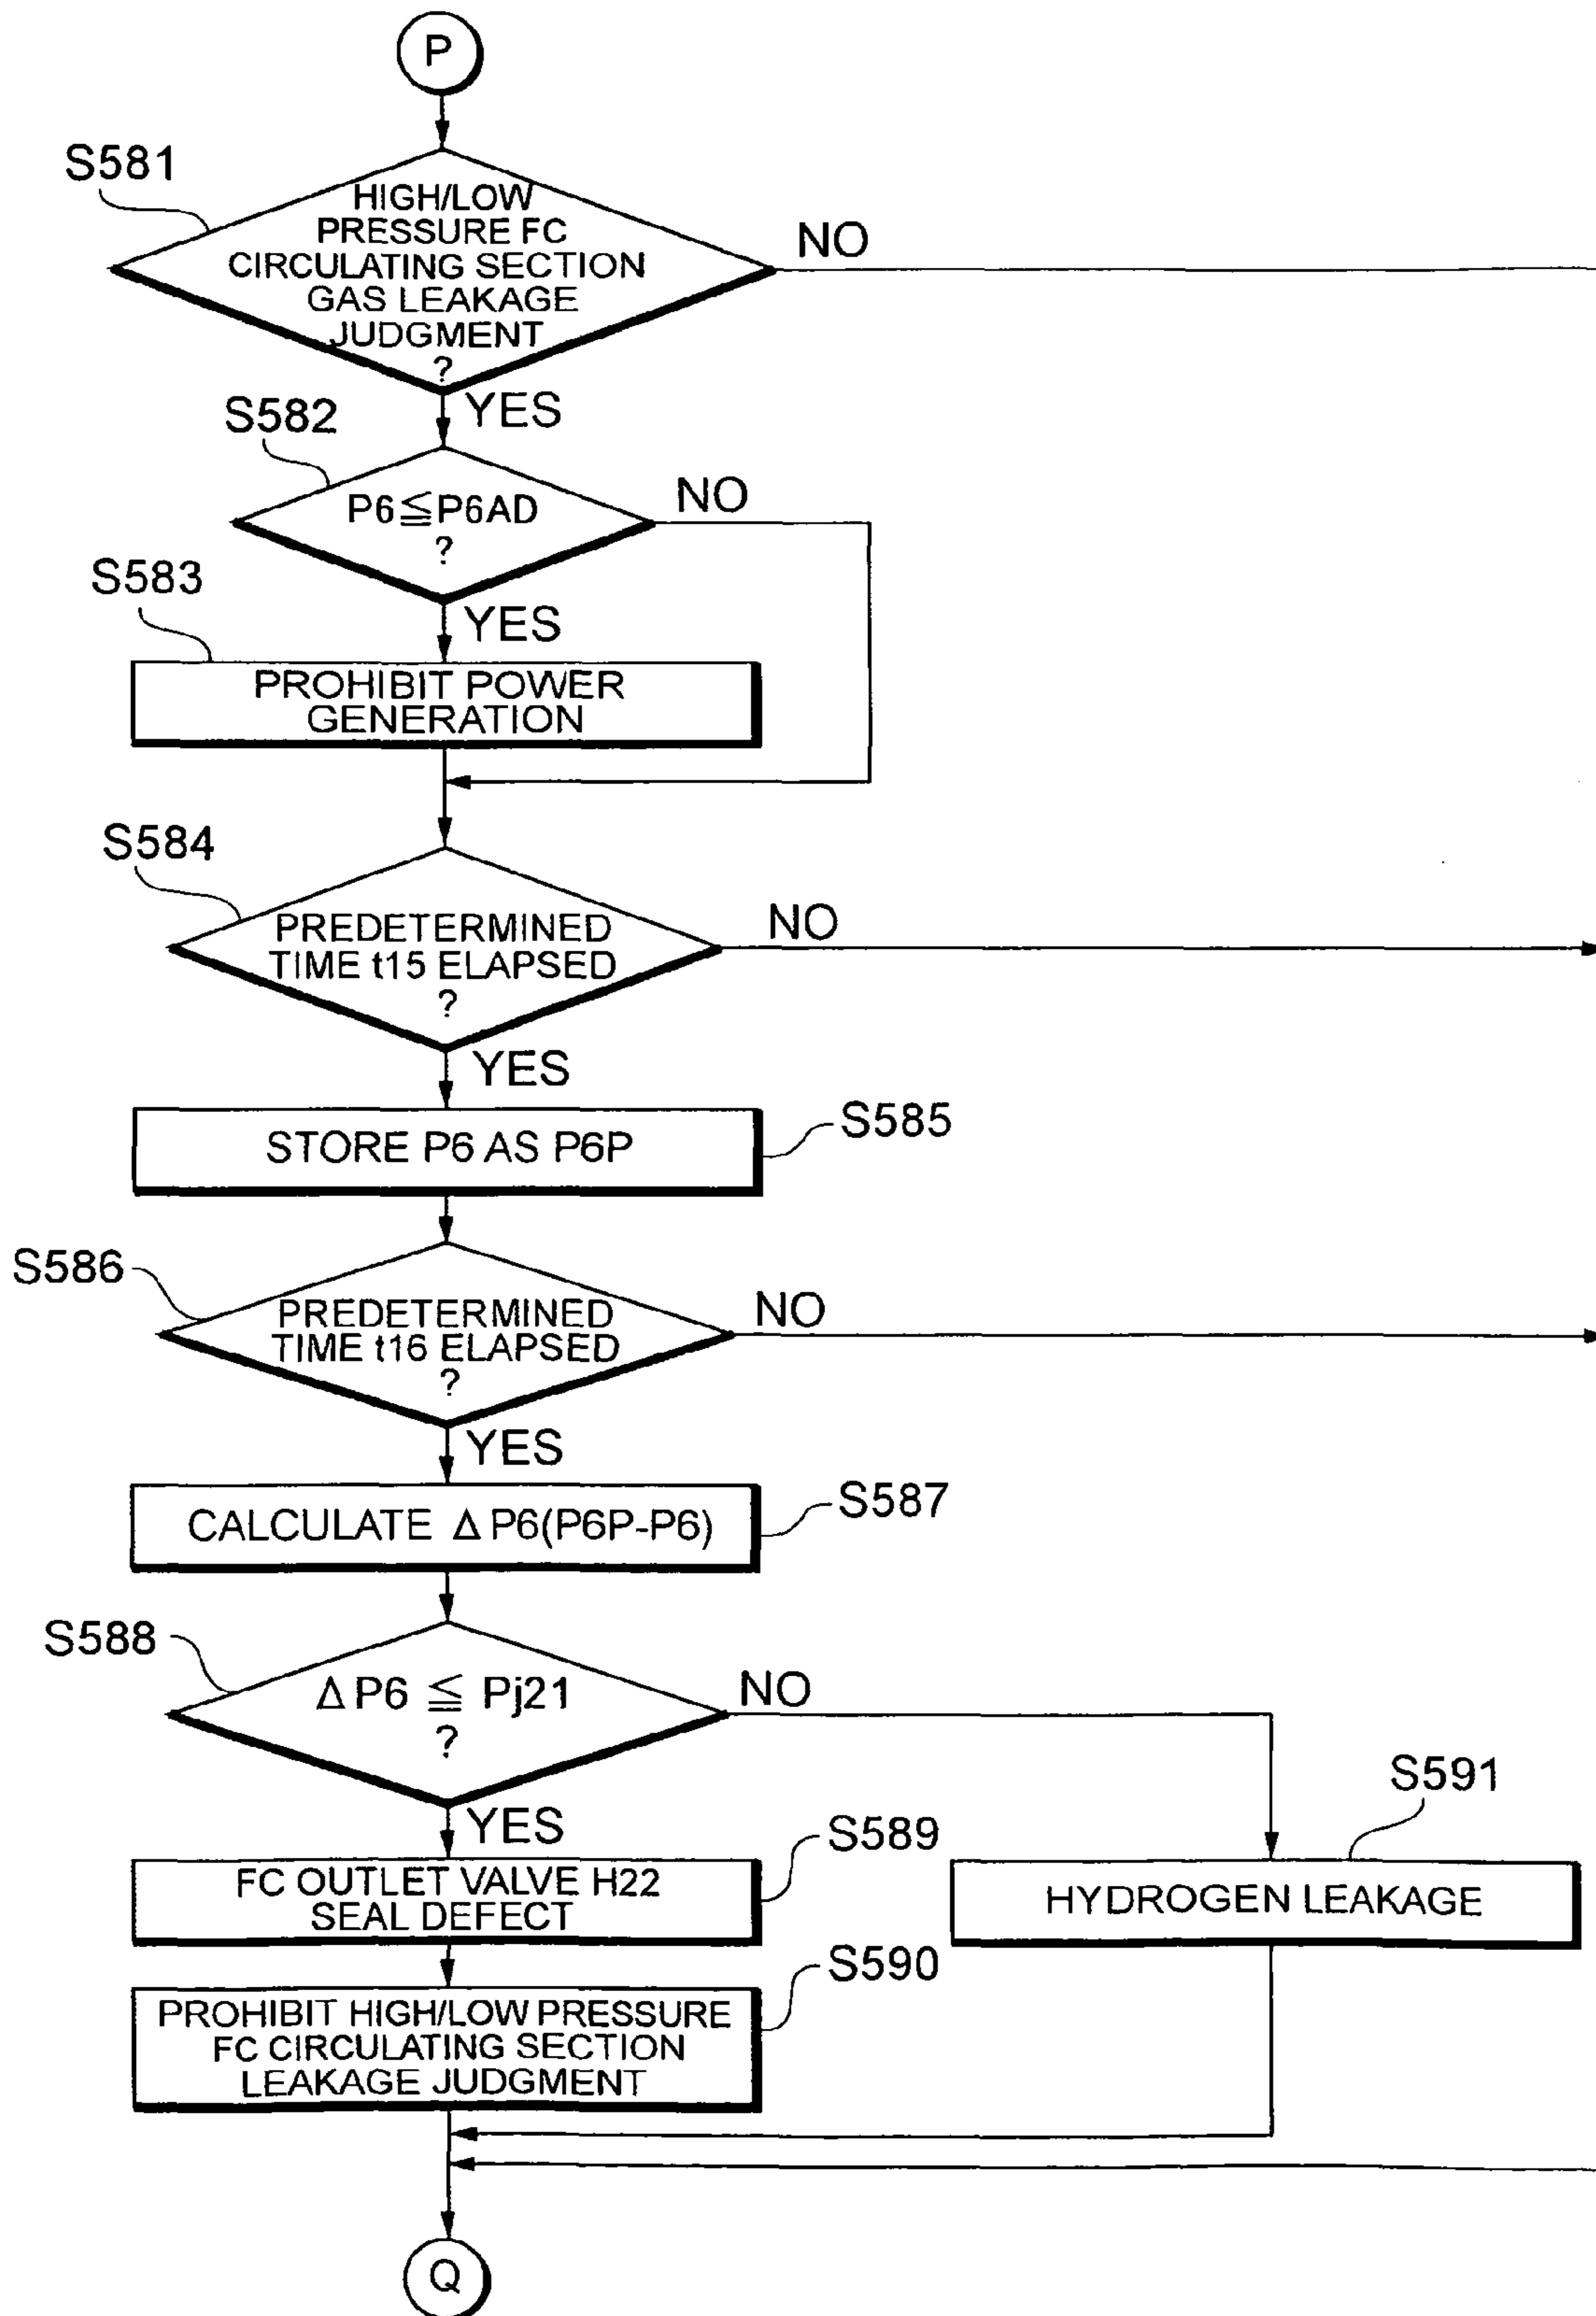 P
S581
HIGH/LOW
PRESSURE FC
CIRCULATING SECTION
GAS LEAKAGE
JUDGMENT
?
NO
YES
S582
P6≦P6AD
?
NO
YES
S583
PROHIBIT POWER
GENERATION
S584
PREDETERMINED
TIME t15 ELAPSED
?
NO
YES
STORE P6 AS P6P
S585
S586
PREDETERMINED
TIME t16 ELAPSED
?
NO
YES
CALCULATE Δ P6(P6P-P6)
S587
S588
Δ P6 ≦ Pj21
?
NO
YES
S591
HYDROGEN LEAKAGE
S589
FC OUTLET VALVE H22
SEAL DEFECT
S590
PROHIBIT HIGH/LOW PRESSURE
FC CIRCULATING SECTION
LEAKAGE JUDGMENT
Q